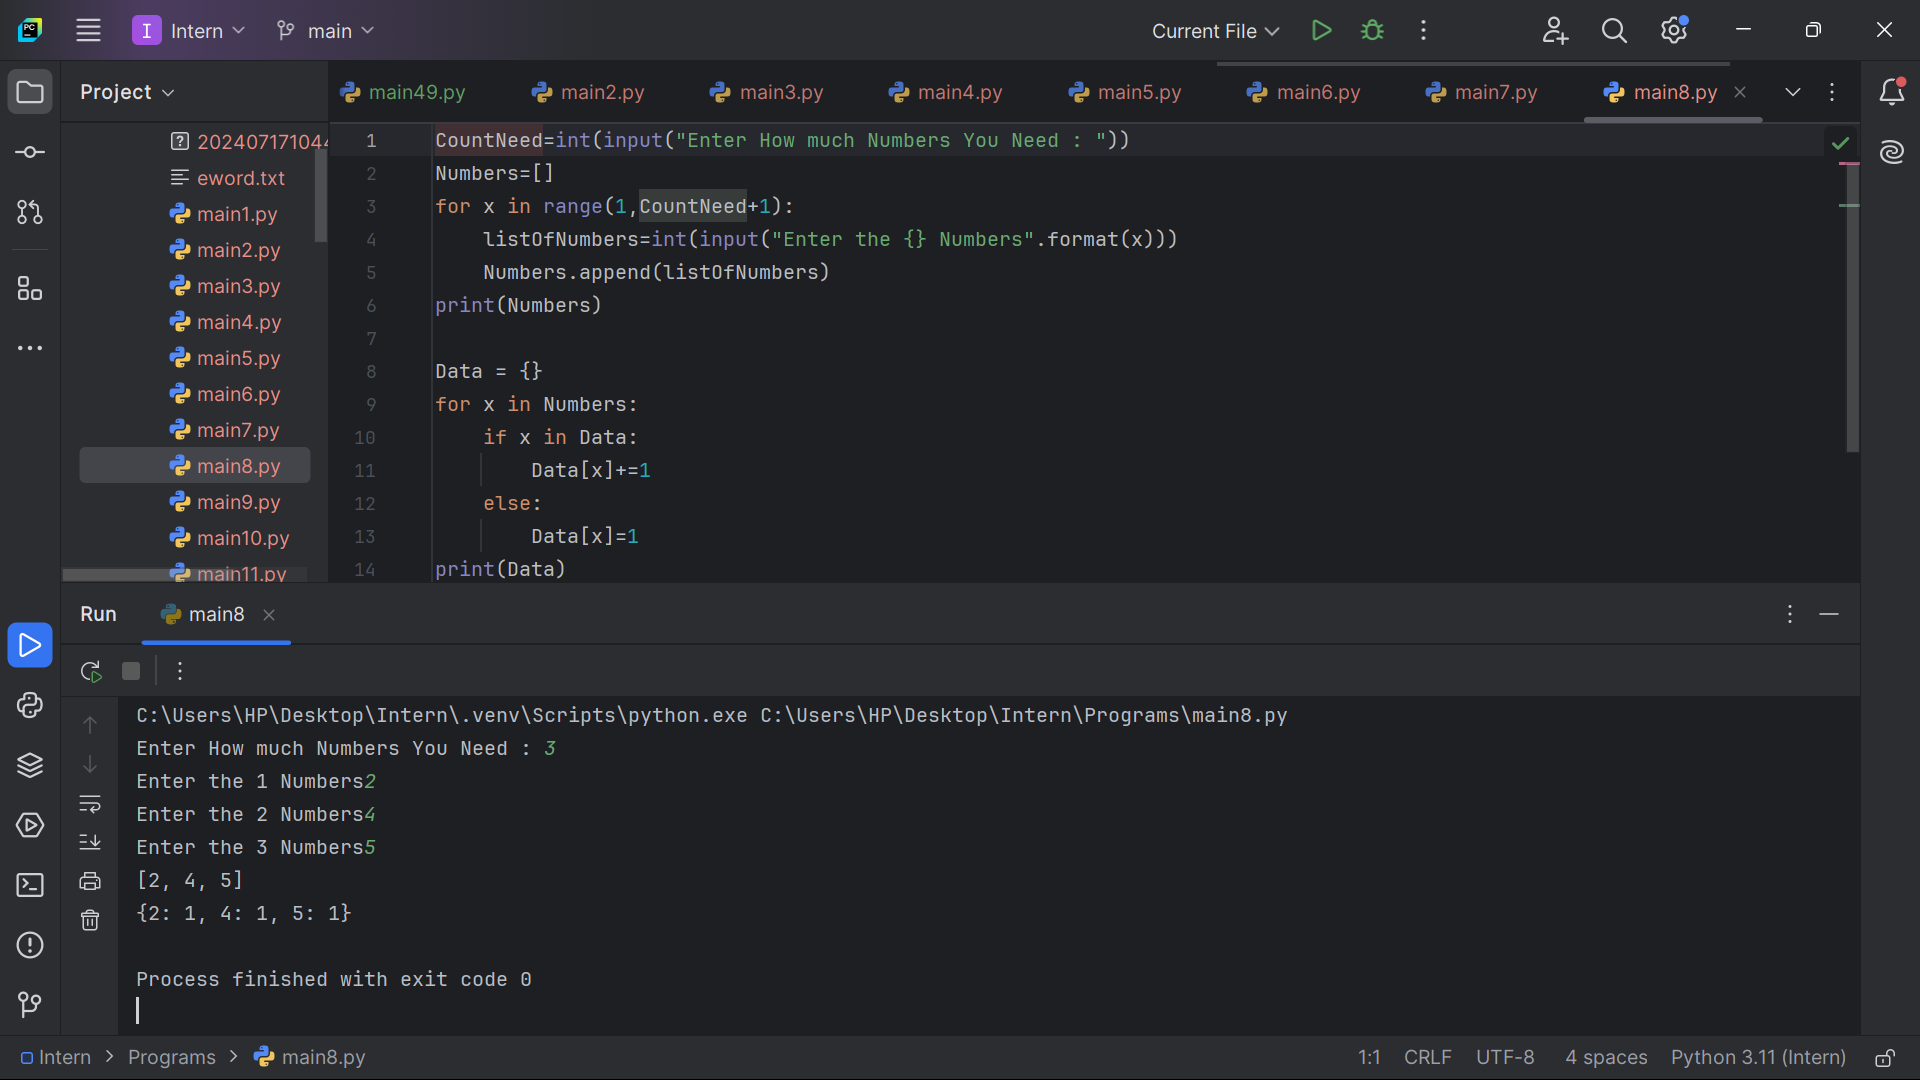 PC
I Intern main Current File
Project
main49.py main2.py main3.py main4.py main5.py main6.py main7.py main8.py
202407171044
eword.txt
main1.py
main2.py
main3.py
main4.py
main5.py
main6.py
main7.py
main8.py
main9.py
main10.py
main11.py
1 CountNeed=int(input("Enter How much Numbers You Need : "))
2 Numbers=[]
3 for x in range(1,CountNeed+1):
4     listOfNumbers=int(input("Enter the {} Numbers".format(x)))
5     Numbers.append(listOfNumbers)
6 print(Numbers)
7
8 Data = {}
9 for x in Numbers:
10     if x in Data:
11         Data[x]+=1
12     else:
13         Data[x]=1
14 print(Data)
Run main8
C:\Users\HP\Desktop\Intern\.venv\Scripts\python.exe C:\Users\HP\Desktop\Intern\Programs\main8.py
Enter How much Numbers You Need : 3
Enter the 1 Numbers2
Enter the 2 Numbers4
Enter the 3 Numbers5
[2, 4, 5]
{2: 1, 4: 1, 5: 1}
Process finished with exit code 0
Intern > Programs > main8.py 1:1 CRLF UTF-8 4 spaces Python 3.11 (Intern)